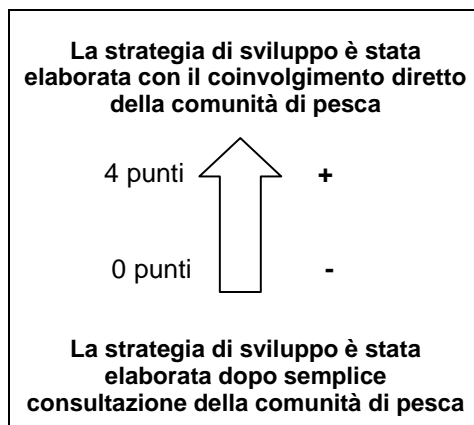 La strategia di sviluppo è stata
elaborata con il coinvolgimento diretto
della comunità di pesca
4 punti +
0 punti -
La strategia di sviluppo è stata
elaborata dopo semplice
consultazione della comunità di pesca